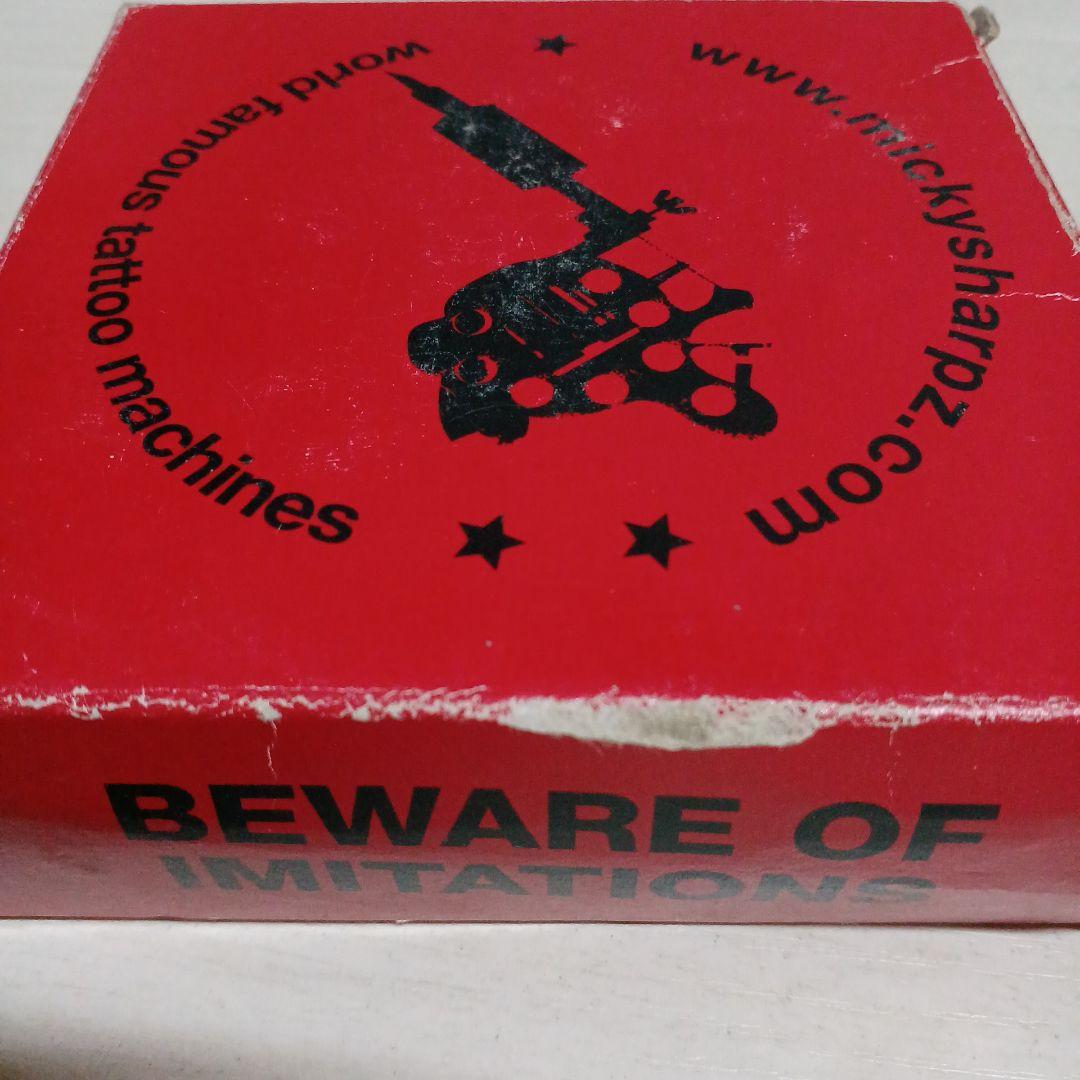 world famous tattoo machines
www.mickysharpz.com
BEWARE OF
IMITATIONS